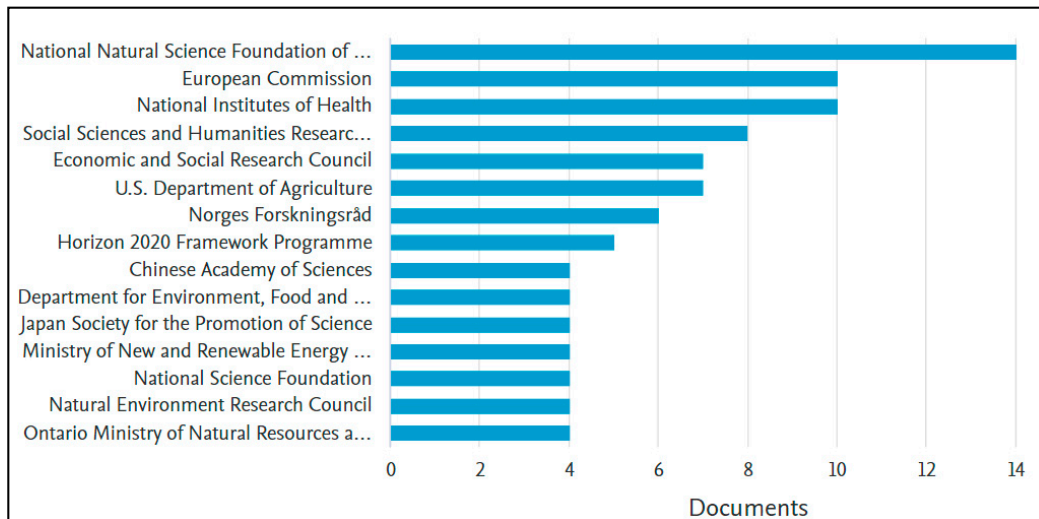 National Natural Science Foundation of ...
European Commission
National Institutes of Health
Social Sciences and Humanities Researc...
Economic and Social Research Council
U.S. Department of Agriculture
Norges Forskningsråd
Horizon 2020 Framework Programme
Chinese Academy of Sciences
Department for Environment, Food and ...
Japan Society for the Promotion of Science
Ministry of New and Renewable Energy ...
National Science Foundation
Natural Environment Research Council
Ontario Ministry of Natural Resources a...
0 2 4 6 8 10 12 14
Documents